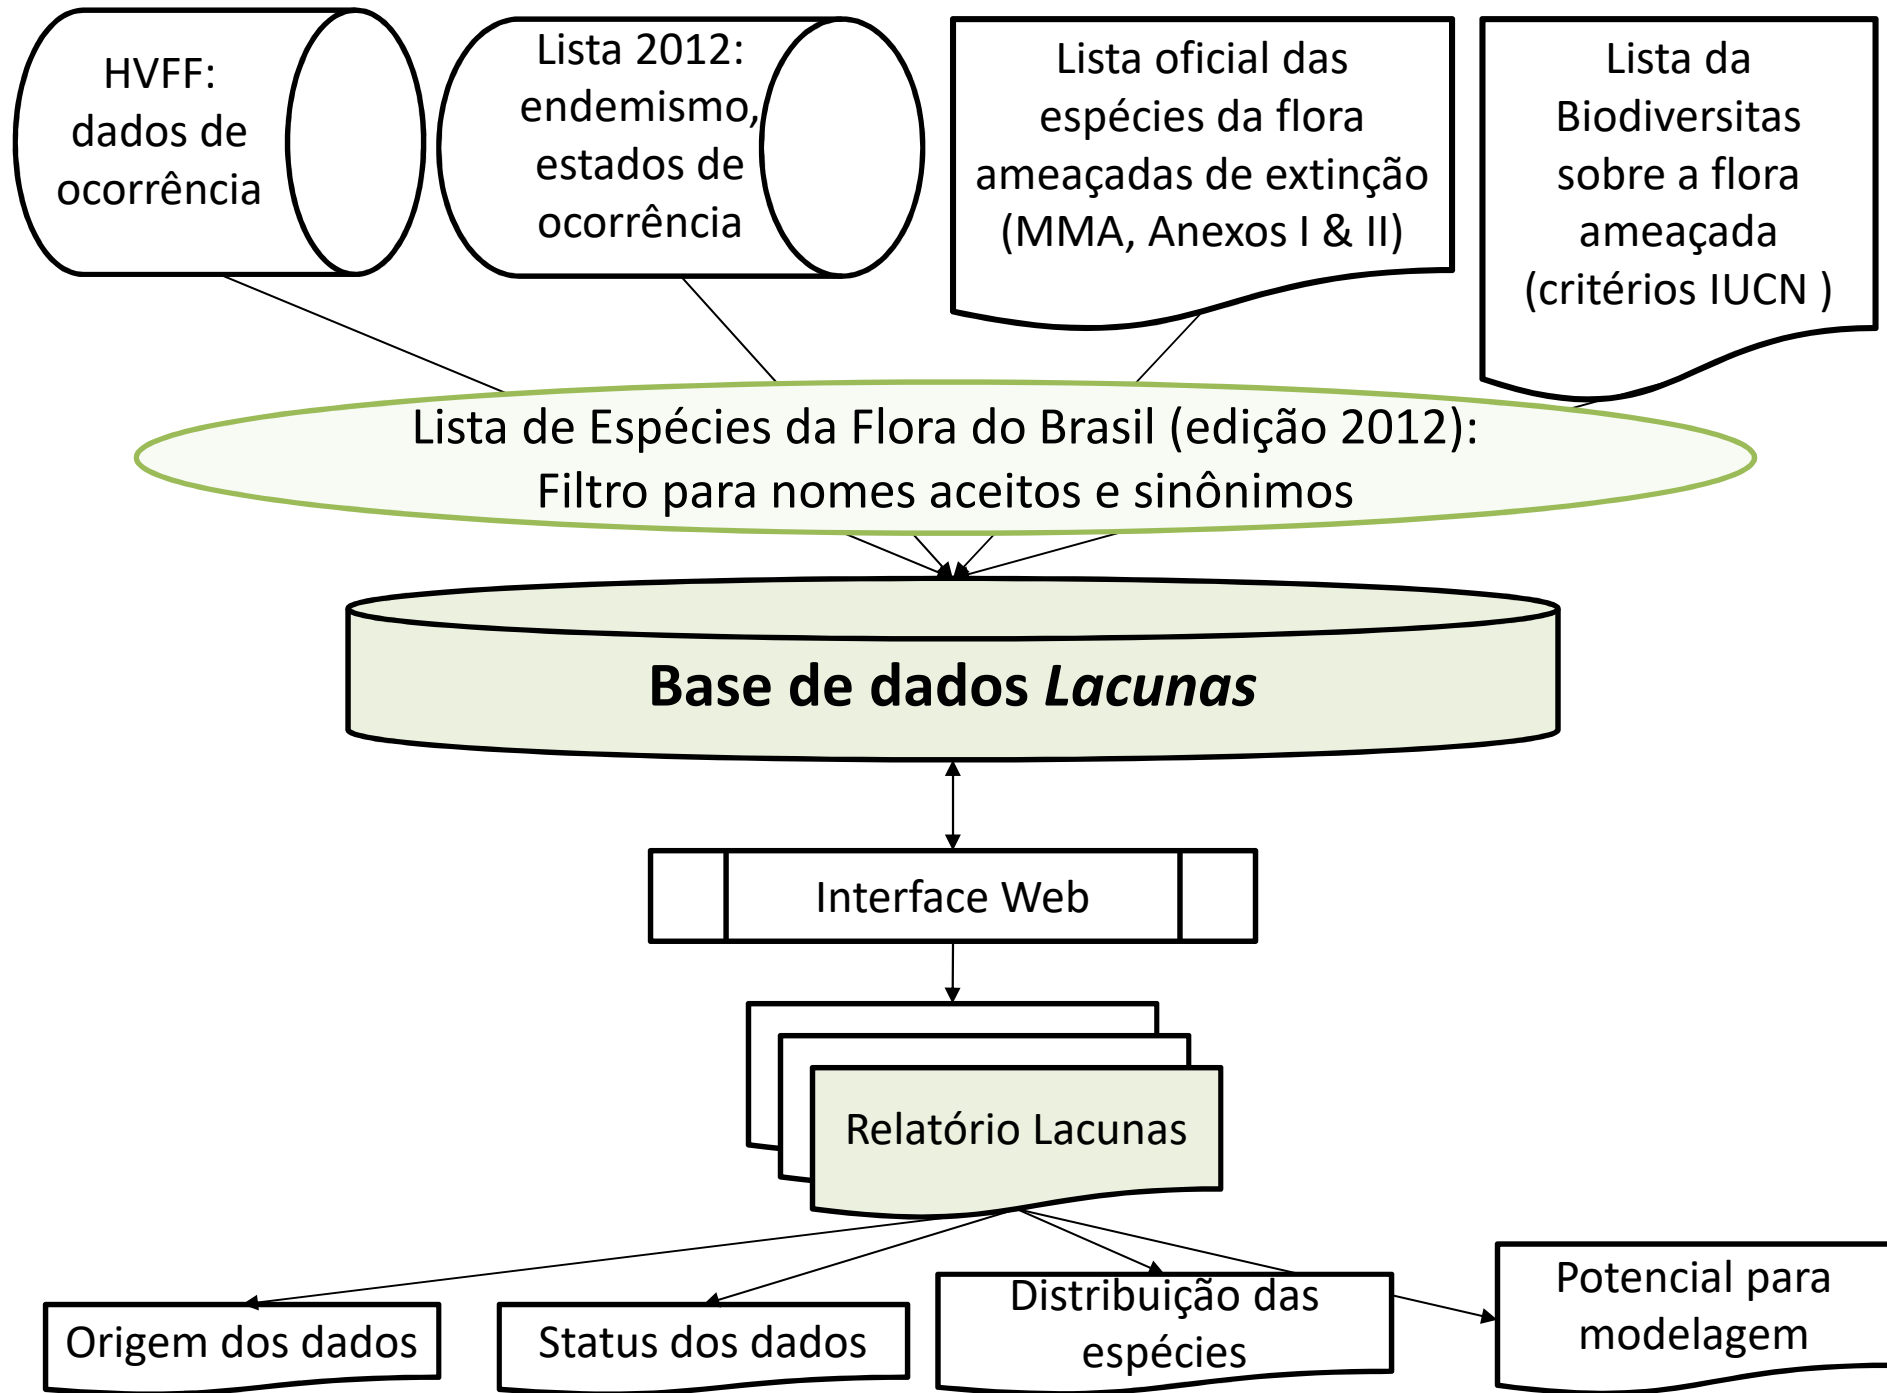 HVFF:
dados de
ocorrência
Lista 2012:
endemismo,
estados de
ocorrência
Lista oficial das
espécies da flora
ameaçadas de extinção
(MMA, Anexos I & II)
Lista da
Biodiversitas
sobre a flora
ameaçada
(critérios IUCN )
Lista de Espécies da Flora do Brasil (edição 2012):
Filtro para nomes aceitos e sinônimos
Base de dados Lacunas
Interface Web
Relatório Lacunas
Origem dos dados
Status dos dados
Distribuição das
espécies
Potencial para
modelagem